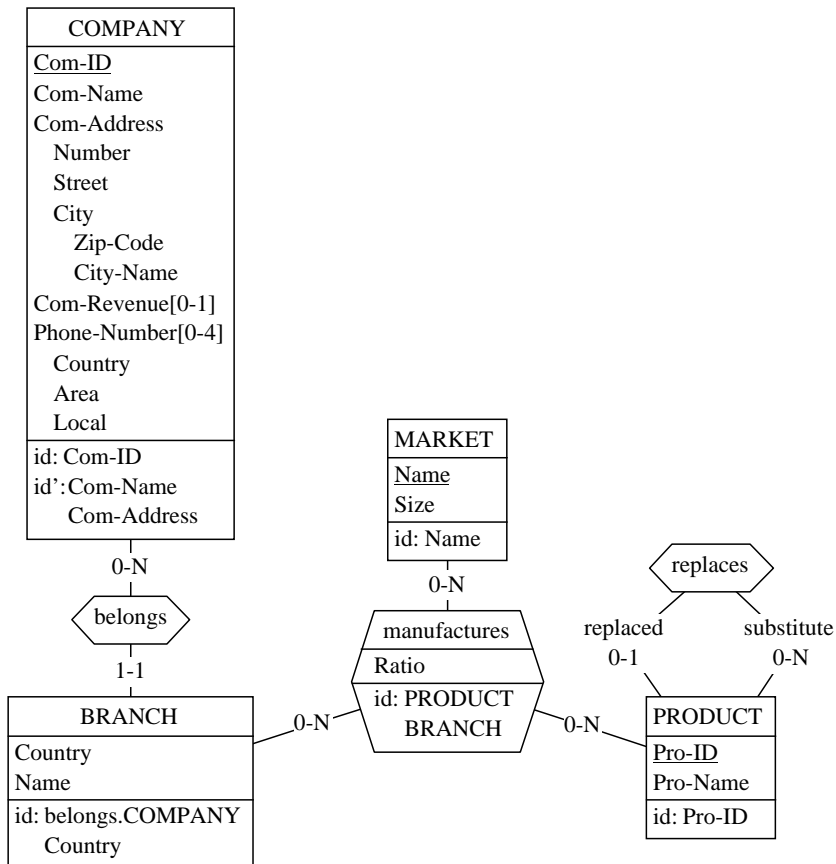 COMPANY
Com-ID
Com-Name
Com-Address
Number
Street
City
Zip-Code
City-Name
Com-Revenue[0-1]
Phone-Number[0-4]
Country
Area
Local
id: Com-ID
id’:Com-Name
Com-Address
0-N
belongs
1-1
BRANCH
Country
Name
id: belongs.COMPANY
Country
MARKET
Name
Size
id: Name
0-N
manufactures
Ratio
id: PRODUCT
BRANCH
0-N
0-N
replaces
replaced
0-1
substitute
0-N
PRODUCT
Pro-ID
Pro-Name
id: Pro-ID